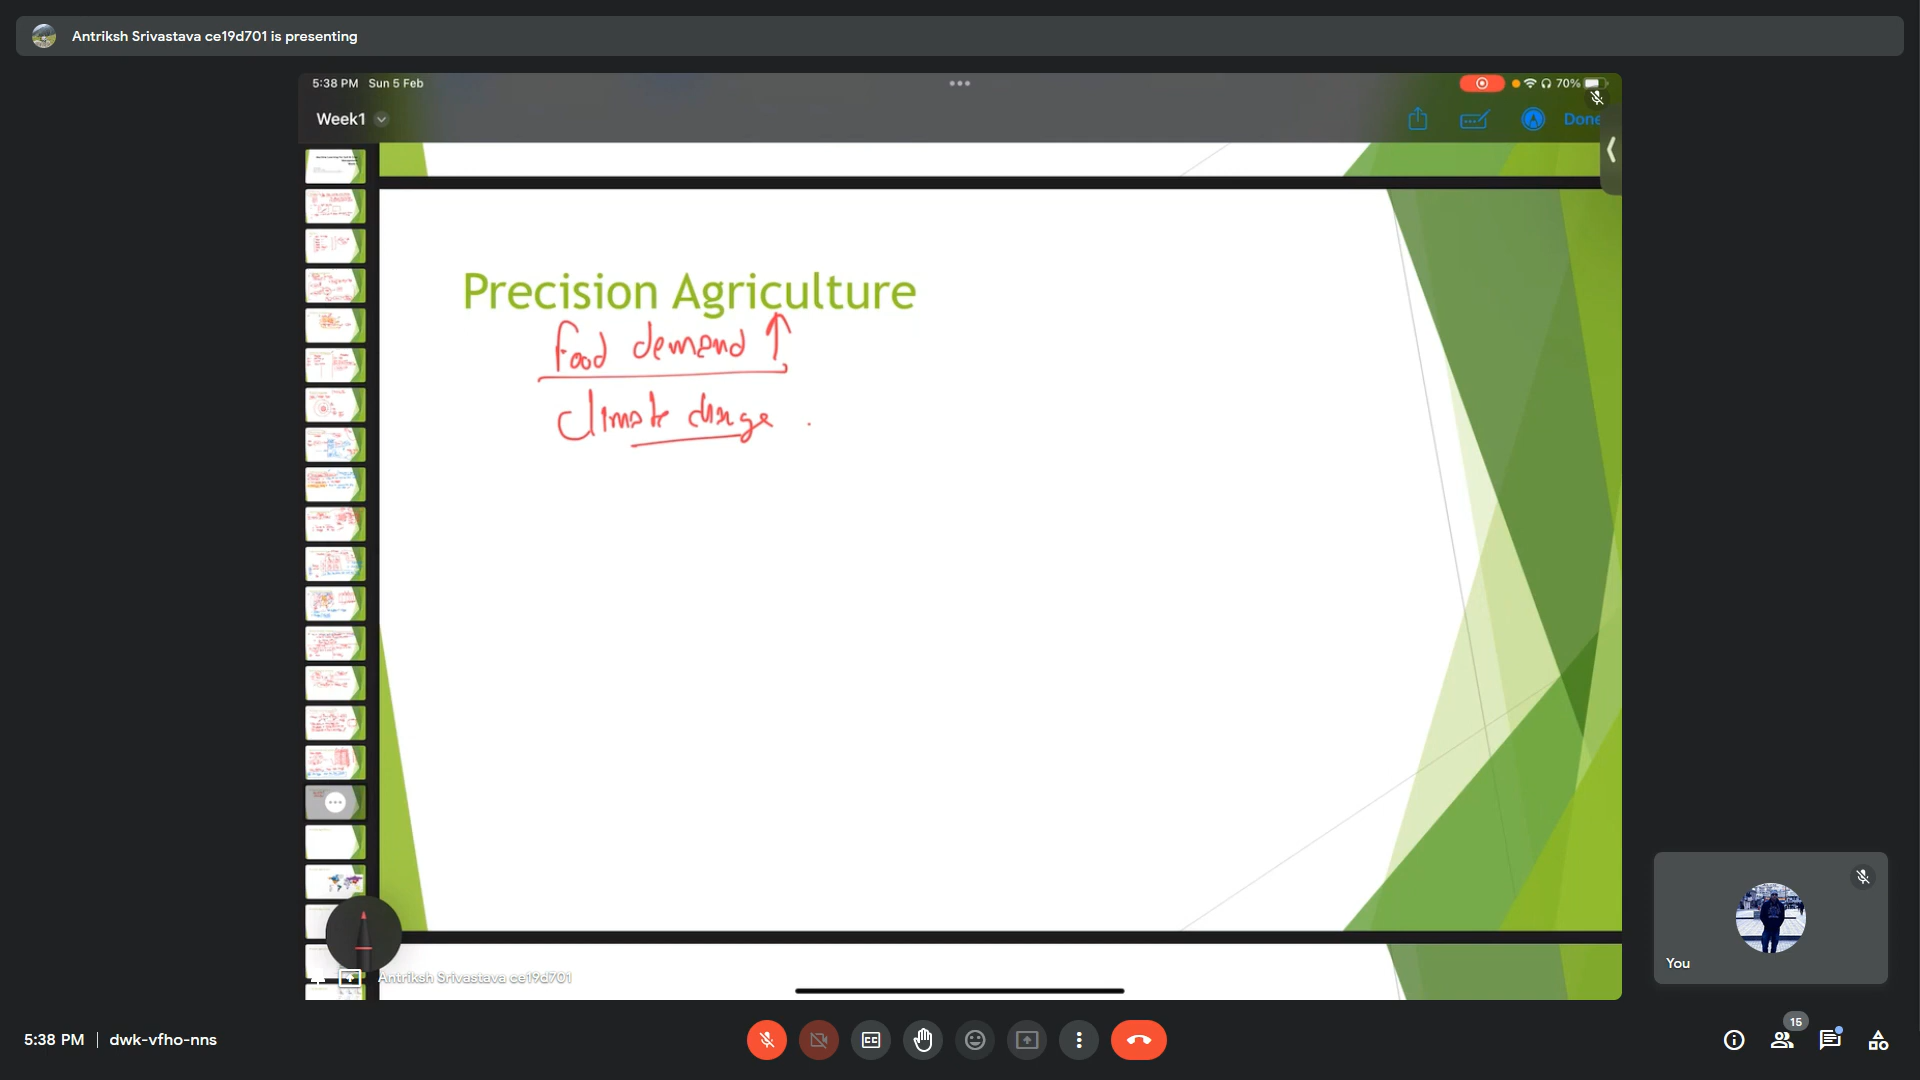 Antriksh Srivastava ce19d701 is presenting
5:38 PM Sun 5 Feb
70%
Week1
Done
Precision Agriculture
Food demand ↑
Climate change .
Antriksh Srivastava ce19d701
You
15
5:38 PM | dwk-vfho-nns
CC